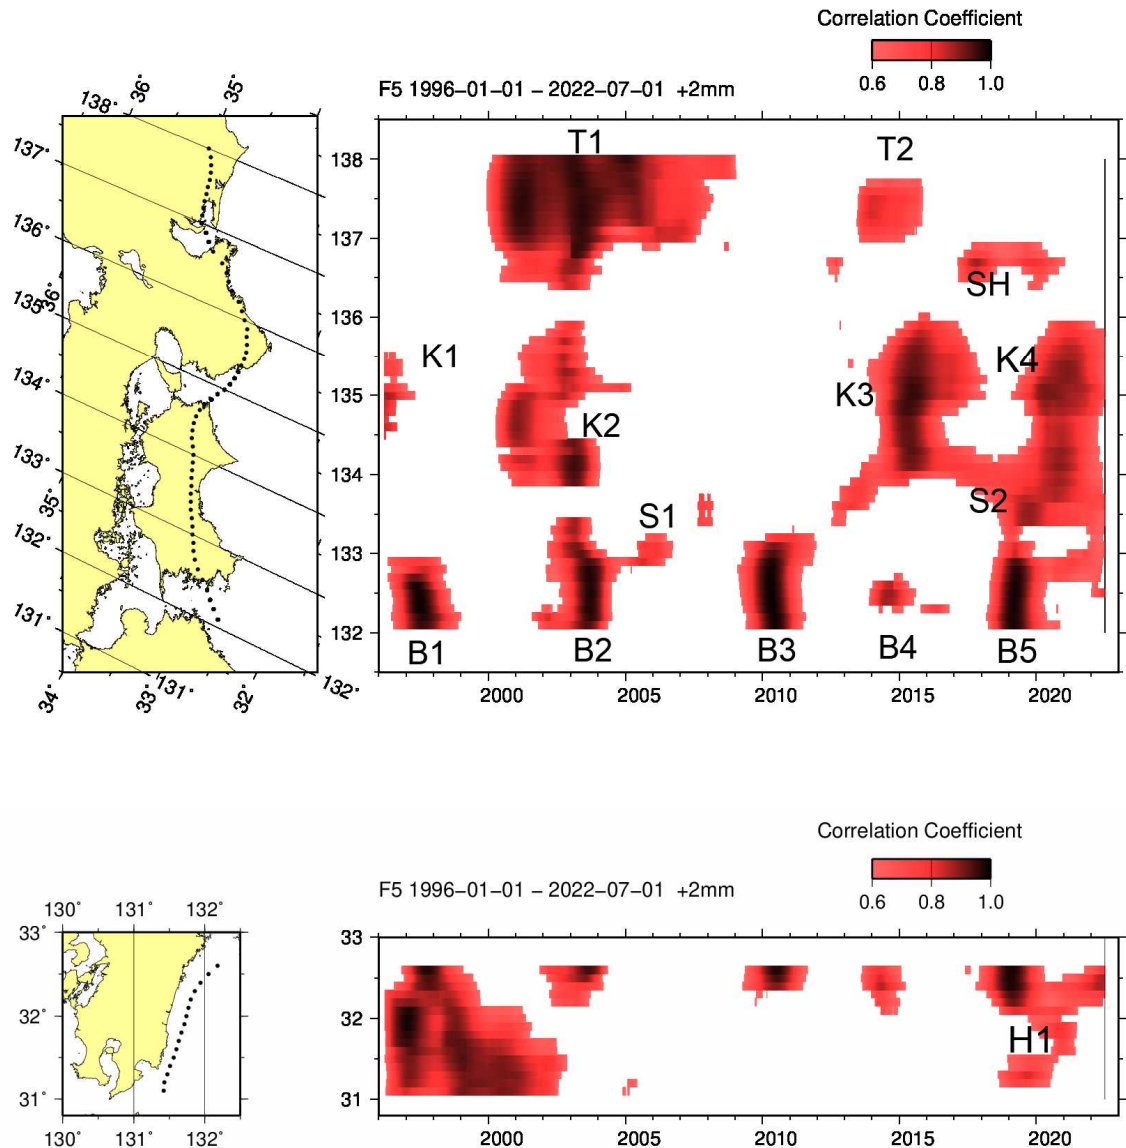 Correlation Coefficient
0.6 0.8 1.0
F5 1996−01−01 − 2022−07−01 +2mm
138° 36° 35°
137°
136°
36°
135°
134°
133°
35°
132°
131°
34° 33° 131° 32° 132°
138
137
136
135
134
133
132
T1
T2
SH
K1
K4
K3
K2
S2
S1
B1 B2 B3 B4 B5
2000 2005 2010 2015 2020
Correlation Coefficient
0.6 0.8 1.0
F5 1996−01−01 − 2022−07−01 +2mm
130° 131° 132°
33°
32°
31°
130° 131° 132°
33
32
31
H1
2000 2005 2010 2015 2020